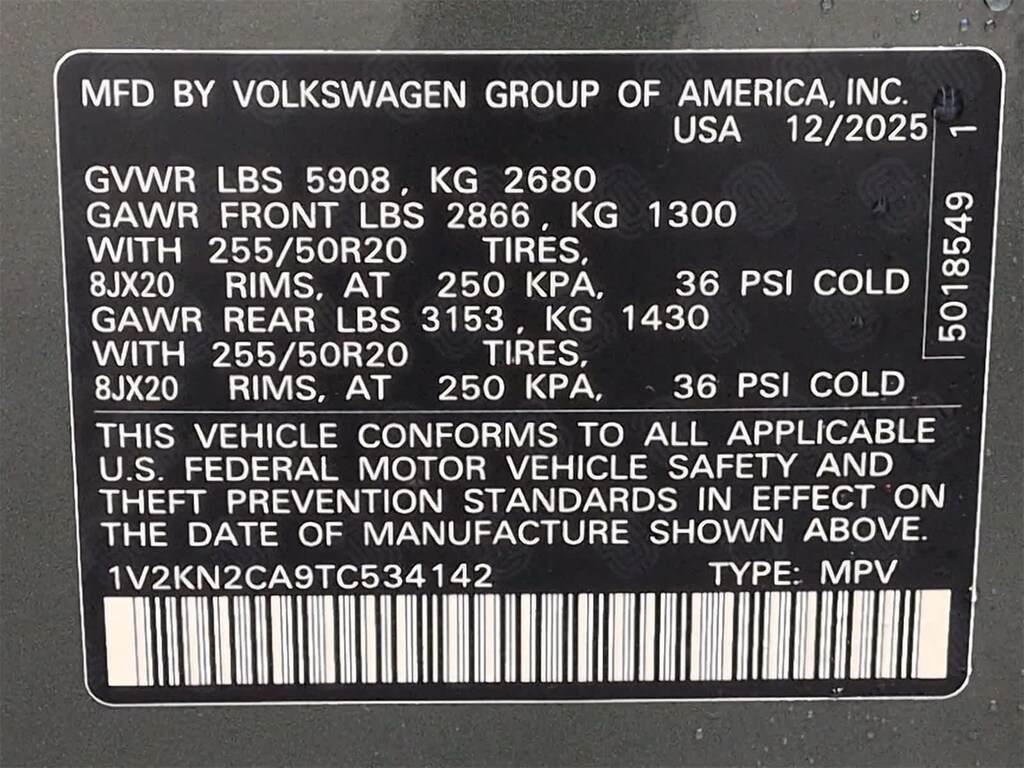 MFD BY VOLKSWAGEN GROUP OF AMERICA, INC.
USA 12/2025
GVWR LBS 5908, KG 2680
GAWR FRONT LBS 2866, KG 1300
WITH 255/50R20 TIRES,
8JX20 RIMS, AT 250 KPA, 36 PSI COLD
GAWR REAR LBS 3153, KG 1430
WITH 255/50R20 TIRES,
8JX20 RIMS, AT 250 KPA, 36 PSI COLD
5018549 1
THIS VEHICLE CONFORMS TO ALL APPLICABLE
U.S. FEDERAL MOTOR VEHICLE SAFETY AND
THEFT PREVENTION STANDARDS IN EFFECT ON
THE DATE OF MANUFACTURE SHOWN ABOVE.
1V2KN2CA9TC534142 TYPE: MPV